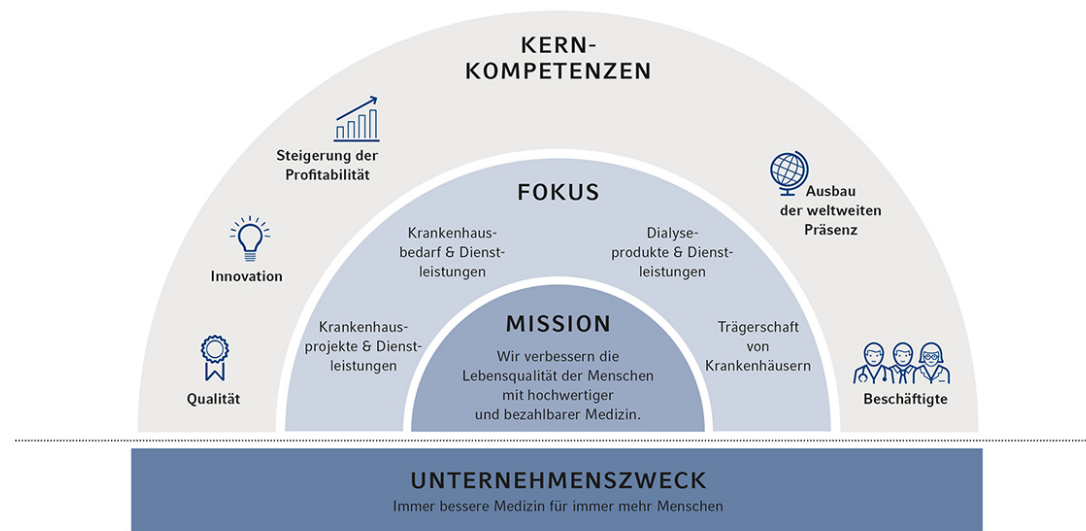 KERN-
KOMPETENZEN
Steigerung der
Profitabilität
Innovation
Qualität
Ausbau
der weltweiten
Präsenz
Beschäftigte
FOKUS
Krankenhaus-
bedarf & Dienst-
leistungen
Dialyse-
produkte & Dienst-
leistungen
Krankenhaus-
projekte & Dienst-
leistungen
Trägerschaft
von
Krankenhäusern
MISSION
Wir verbessern die
Lebensqualität der Menschen
mit hochwertiger
und bezahlbarer Medizin.
UNTERNEHMENSZWECK
Immer bessere Medizin für immer mehr Menschen